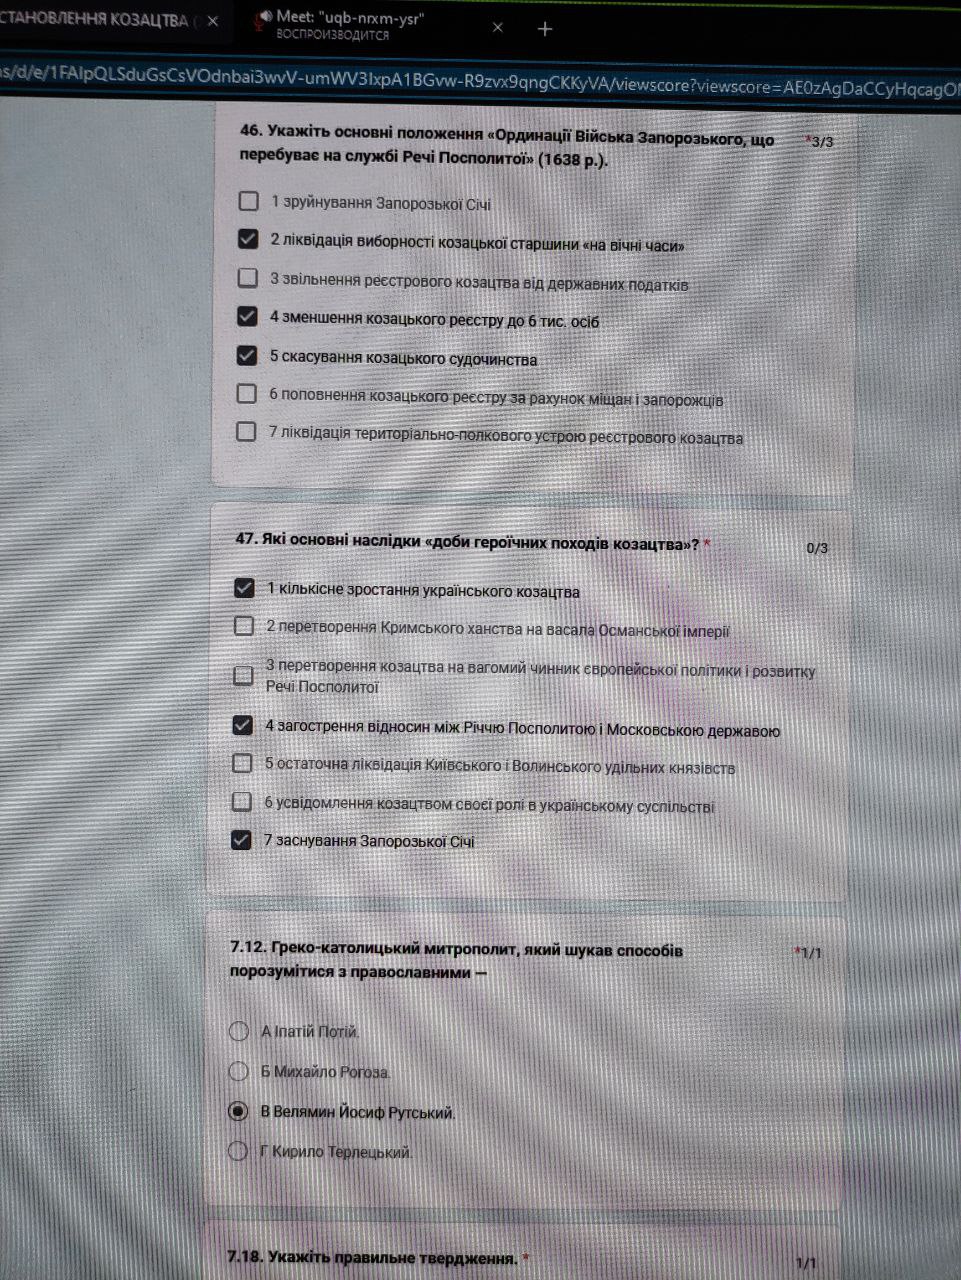 СТАНОВЛЕННЯ КОЗАЦТВА
Meet: "uqb-nrxm-ysr"
ВОСПРОИЗВОДИТСЯ
s/d/e/1FAIpQLSduGsCsVOdnbai3wvV-umWV3IxpA1BGvw-R9zvx9qngCKKyVA/viewscore?viewscore=AE0zAgDaCCyHqcagO
46. Укажіть основні положення «Ординації Війська Запорозького, що
перебуває на службі Речі Посполитої» (1638 р.).
*3/3
1 зруйнування Запорозької Січі
2 ліквідація виборності козацької старшини «на вічні часи»
3 звільнення реєстрового козацтва від державних податків
4 зменшення козацького реєстру до 6 тис. осіб
5 скасування козацького судочинства
6 поповнення козацького реєстру за рахунок міщан і запорожців
7 ліквідація територіально-полкового устрою реєстрового козацтва
47. Які основні наслідки «доби героїчних походів козацтва»? *
0/3
1 кількісне зростання українського козацтва
2 перетворення Кримського ханства на васала Османської імперії
3 перетворення козацтва на вагомий чинник європейської політики і розвитку
Речі Посполитої
4 загострення відносин між Річчю Посполитою і Московською державою
5 остаточна ліквідація Київського і Волинського удільних князівств
6 усвідомлення козацтвом своєї ролі в українському суспільстві
7 заснування Запорозької Січі
7.12. Греко-католицький митрополит, який шукав способів
порозумітися з православними —
*1/1
А Іпатій Потій.
Б Михайло Рогоза.
В Велямин Йосиф Рутський.
Г Кирило Терлецький.
7.18. Укажіть правильне твердження. *
1/1